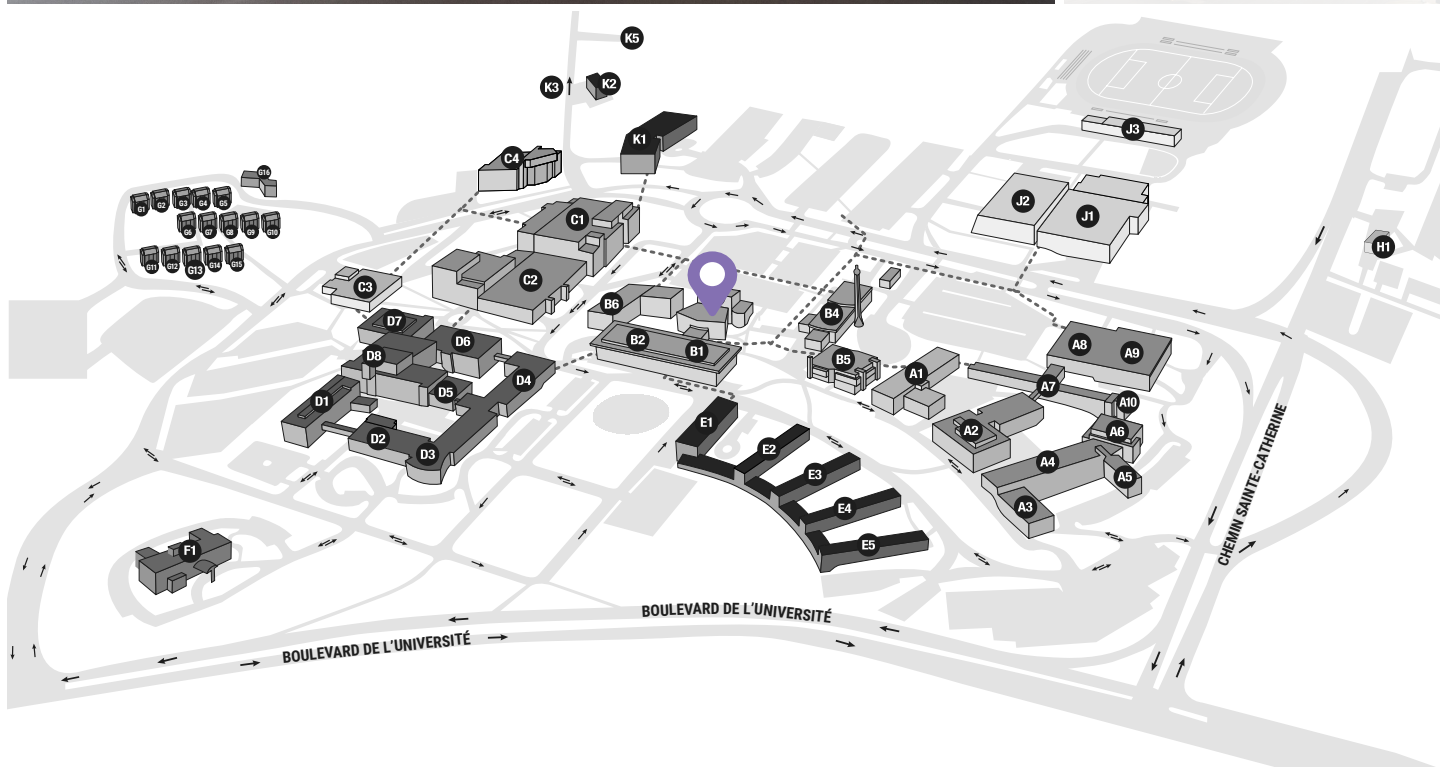 K5
K3
K2
K1
J3
C4
G16
G1
G2
G3
G4
G5
G6
G7
G8
G9
G10
G11
G12
G13
G14
G15
J2
J1
C1
H1
C2
C3
B6
B4
D7
B2
B1
D6
D8
B5
A1
A8
A9
D4
D5
A7
D1
A10
D2
D3
E1
A2
A6
E2
A4
E3
A5
E4
A3
E5
F1
CHEMIN SAINTE-CATHERINE
BOULEVARD DE L'UNIVERSITÉ
BOULEVARD DE L'UNIVERSITÉ